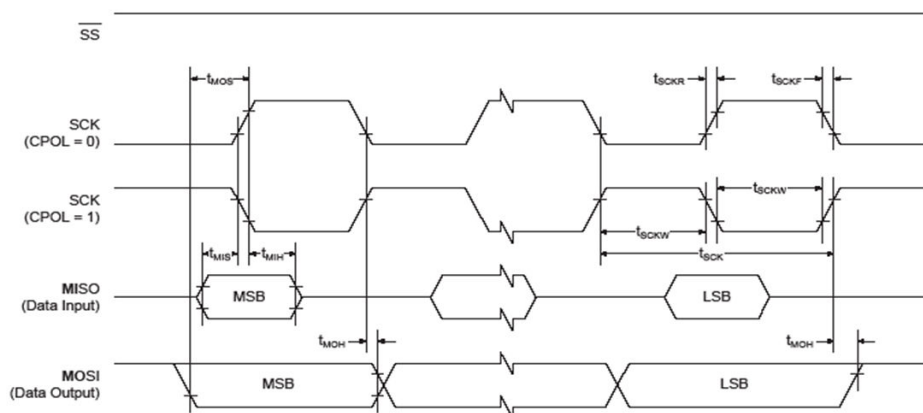 SS
tMOS
tSCKR
tSCKF
SCK
(CPOL = 0)
SCK
(CPOL = 1)
tSCKW
tSCKW
tSCK
tMIS
tMIH
MISO
(Data Input)
MSB
LSB
tMOH
tMOH
MOSI
(Data Output)
MSB
LSB